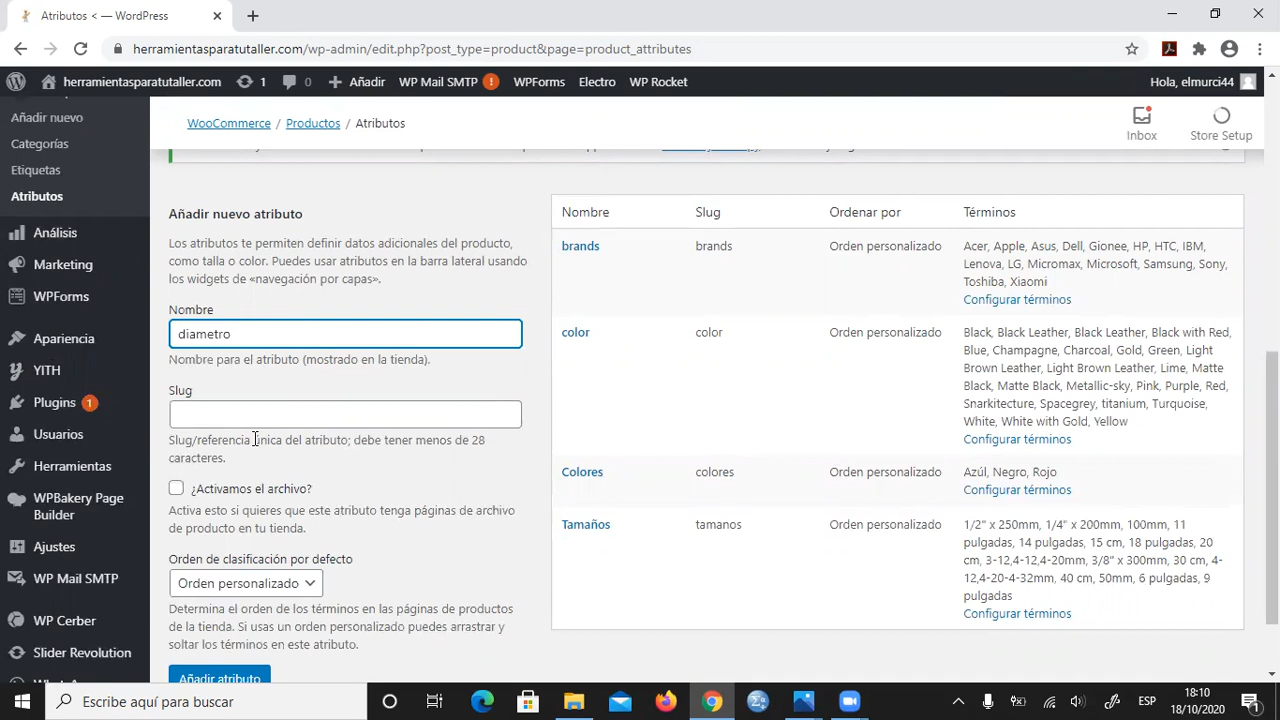 Atributos < — WordPress
herramientasparatutaller.com/wp-admin/edit.php?post_type=product&page=product_attributes
herramientasparatutaller.com
1
0
Añadir
WP Mail SMTP
!
WPForms
Electro
WP Rocket
Hola, elmurci44
Añadir nuevo
Categorías
Etiquetas
Atributos
Análisis
Marketing
WPForms
Apariencia
YITH
Plugins 1
Usuarios
Herramientas
WPBakery Page
Builder
Ajustes
WP Mail SMTP
WP Cerber
Slider Revolution
WooCommerce / Productos / Atributos
Inbox
Store Setup
Añadir nuevo atributo
Los atributos te permiten definir datos adicionales del producto,
como talla o color. Puedes usar atributos en la barra lateral usando
los widgets de «navegación por capas».
Nombre
diametro
Nombre para el atributo (mostrado en la tienda).
Slug
Slug/referencia única del atributo; debe tener menos de 28
caracteres.
¿Activamos el archivo?
Activa esto si quieres que este atributo tenga páginas de archivo
de producto en tu tienda.
Orden de clasificación por defecto
Orden personalizado
Determina el orden de los términos en las páginas de productos
de la tienda. Si usas un orden personalizado puedes arrastrar y
soltar los términos en este atributo.
Añadir atributo
Nombre Slug Ordenar por Términos
brands brands Orden personalizado Acer, Apple, Asus, Dell, Gionee, HP, HTC, IBM,
Lenova, LG, Micromax, Microsoft, Samsung, Sony,
Toshiba, Xiaomi
Configurar términos
color color Orden personalizado Black, Black Leather, Black Leather, Black with Red,
Blue, Champagne, Charcoal, Gold, Green, Light
Brown Leather, Light Brown Leather, Lime, Matte
Black, Matte Black, Metallic-sky, Pink, Purple, Red,
Snarkitecture, Spacegrey, titanium, Turquoise,
White, White with Gold, Yellow
Configurar términos
Colores colores Orden personalizado Azúl, Negro, Rojo
Configurar términos
Tamaños tamanos Orden personalizado 1/2" x 250mm, 1/4" x 200mm, 100mm, 11
pulgadas, 14 pulgadas, 15 cm, 18 pulgadas, 20
cm, 3-12,4-12,4-20mm, 3/8" x 300mm, 30 cm, 4-
12,4-20-4-32mm, 40 cm, 50mm, 6 pulgadas, 9
pulgadas
Configurar términos
Escribe aquí para buscar
ESP
18:10
18/10/2020
1